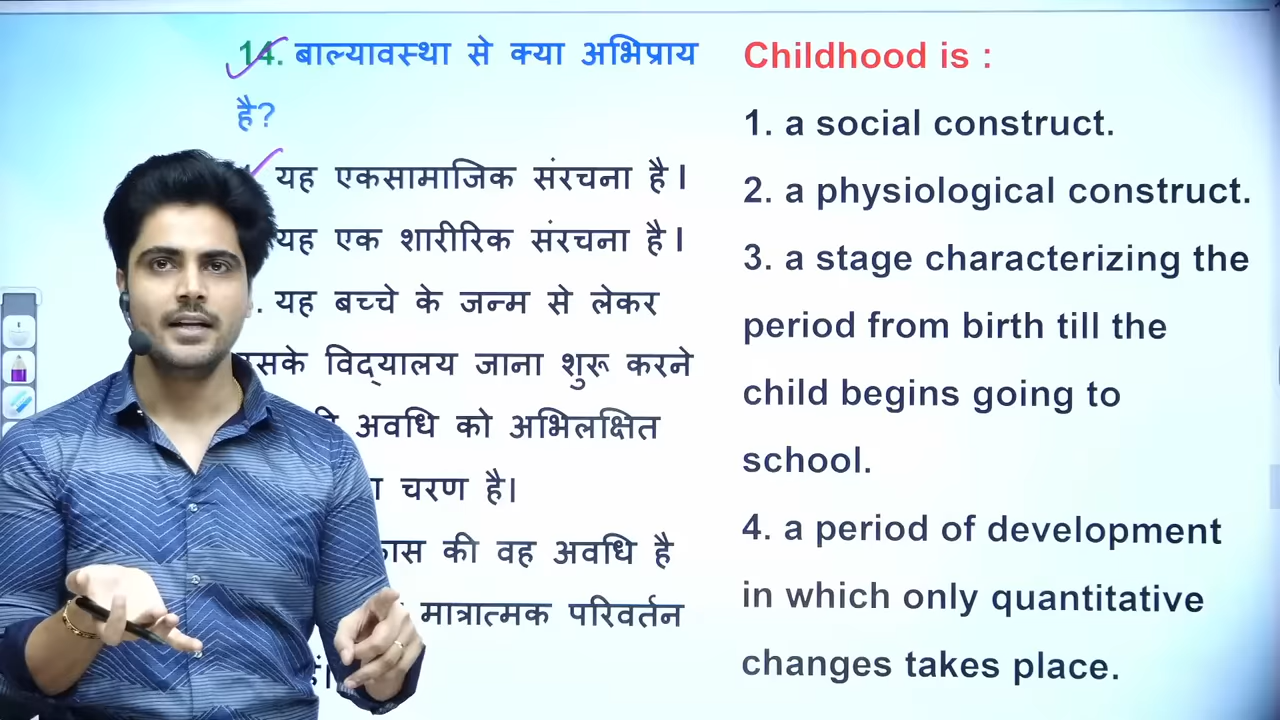 14. बाल्यावस्था से क्या अभिप्राय
है?
यह एकसामाजिक संरचना है।
यह एक शारीरिक संरचना है।
. यह बच्चे के जन्म से लेकर
विद्यालय जाना शुरू करने
अवधि को अभिलक्षित
चरण है।
की वह अवधि है
मात्रात्मक परिवर्तन
Childhood is :
1. a social construct.
2. a physiological construct.
3. a stage characterizing the
period from birth till the
child begins going to
school.
4. a period of development
in which only quantitative
changes takes place.